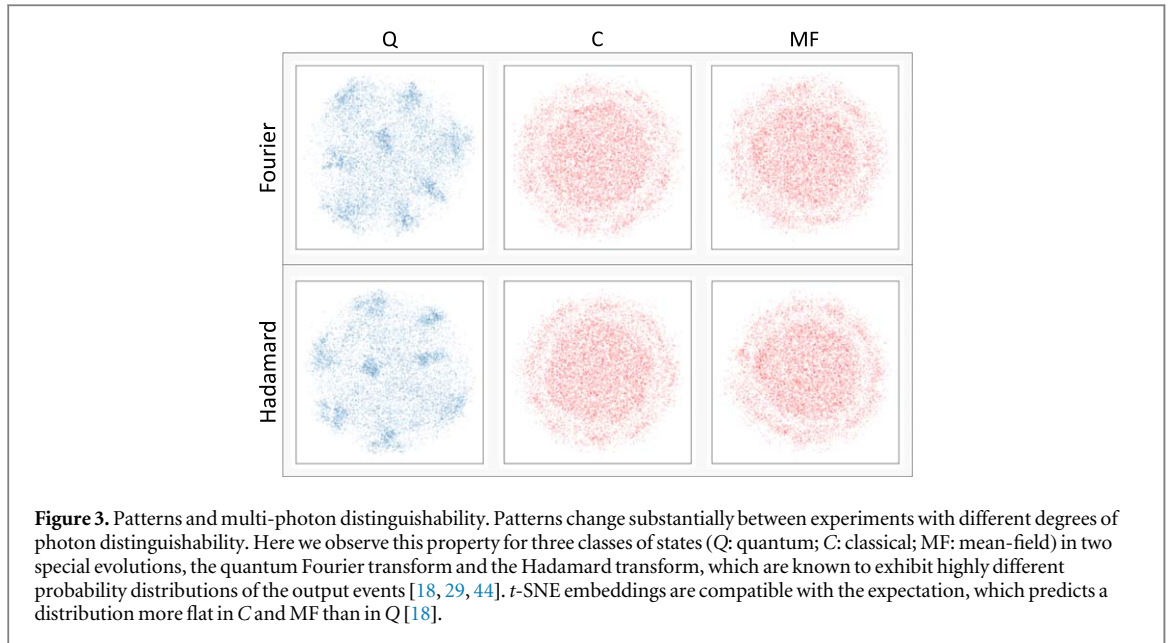 Q C MF
Fourier
Hadamard
Figure 3. Patterns and multi-photon distinguishability. Patterns change substantially between experiments with different degrees of
photon distinguishability. Here we observe this property for three classes of states (Q: quantum; C: classical; MF: mean-field) in two
special evolutions, the quantum Fourier transform and the Hadamard transform, which are known to exhibit highly different
probability distributions of the output events [18, 29, 44]. t-SNE embeddings are compatible with the expectation, which predicts a
distribution more flat in C and MF than in Q [18].